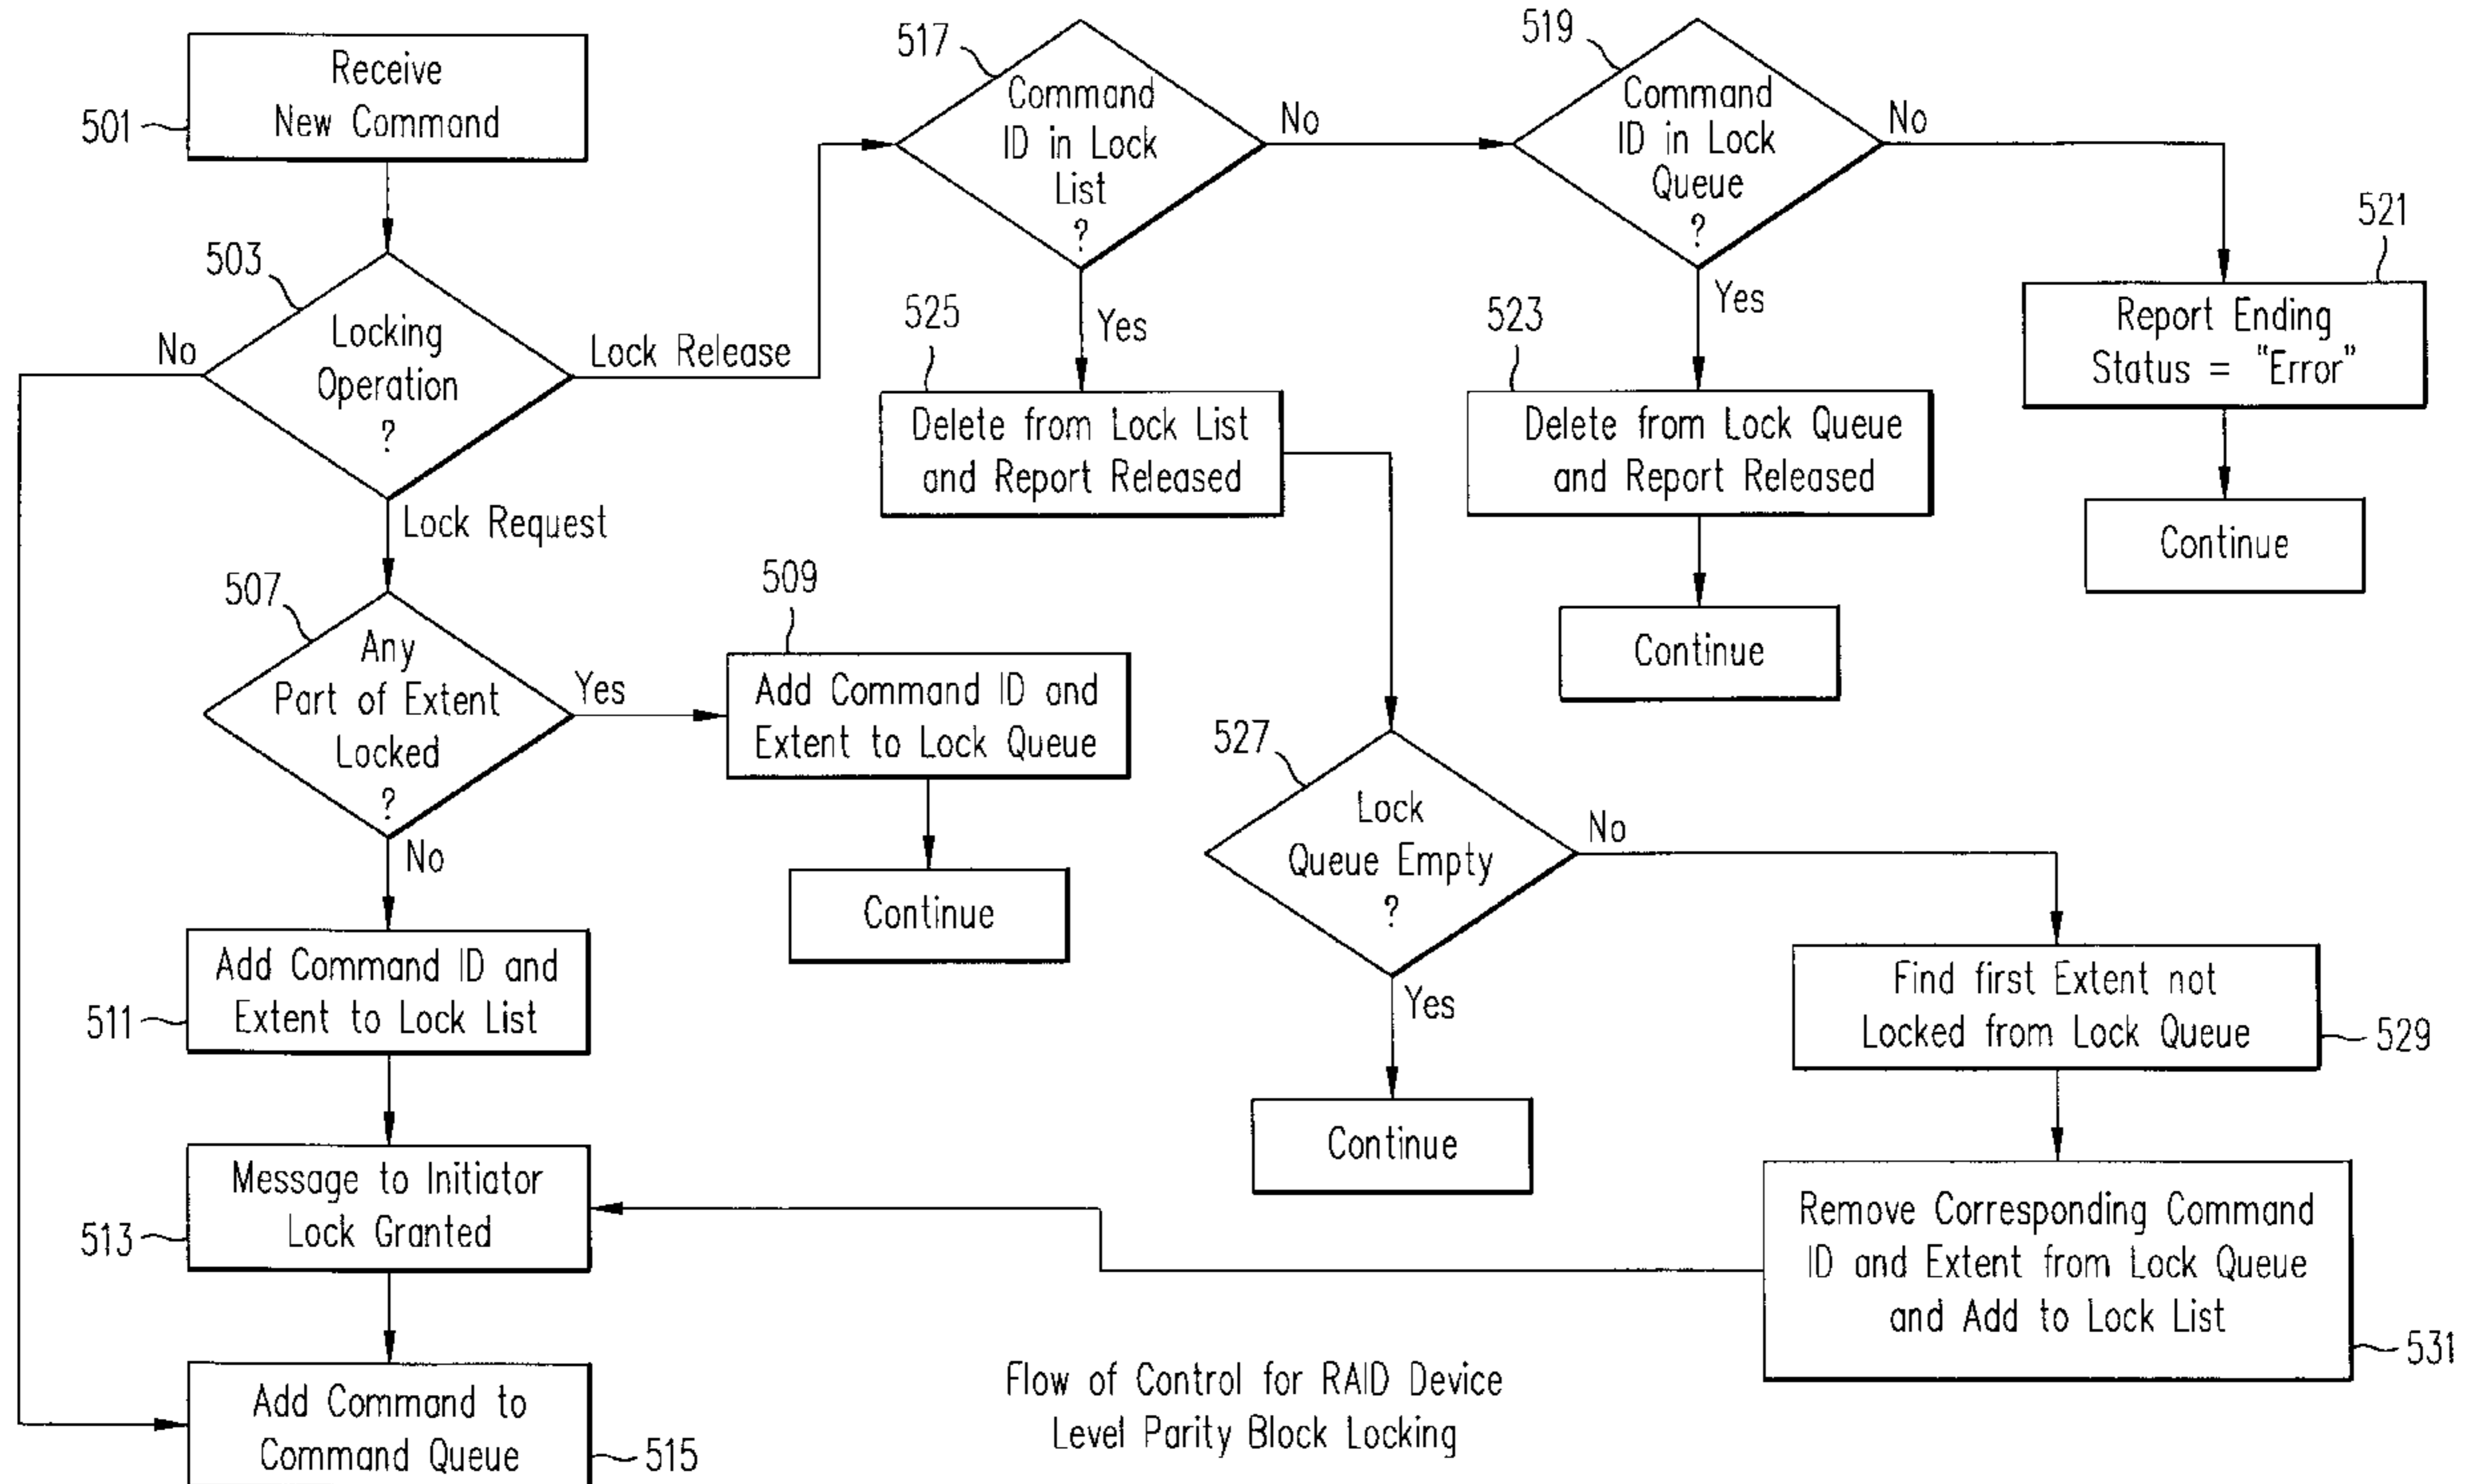 Receive
New Command
501
503
Locking
Operation
?
No
Lock Release
Lock Request
507
Any
Part of Extent
Locked
?
Yes
No
509
Add Command ID and
Extent to Lock Queue
Continue
Add Command ID and
Extent to Lock List
511
Message to Initiator
Lock Granted
513
Add Command to
Command Queue
515
517
Command
ID in Lock
List
?
No
Yes
519
Command
ID in Lock
Queue
?
No
Yes
521
Report Ending
Status = "Error"
Continue
523
Delete from Lock Queue
and Report Released
Continue
525
Delete from Lock List
and Report Released
527
Lock
Queue Empty
?
No
Yes
Continue
Find first Extent not
Locked from Lock Queue
529
Remove Corresponding Command
ID and Extent from Lock Queue
and Add to Lock List
531
Flow of Control for RAID Device
Level Parity Block Locking